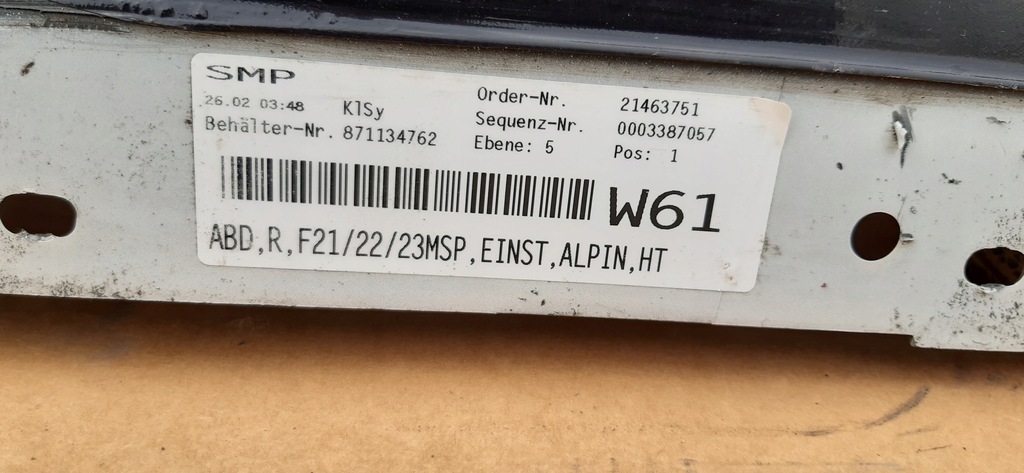 SMP
26.02 03:48 KlSy Order-Nr. 21463751
Sequenz-Nr. 0003387057
Behälter-Nr. 871134762 Ebene: 5 Pos: 1
W61
ABD,R,F21/22/23MSP,EINST,ALPIN,HT